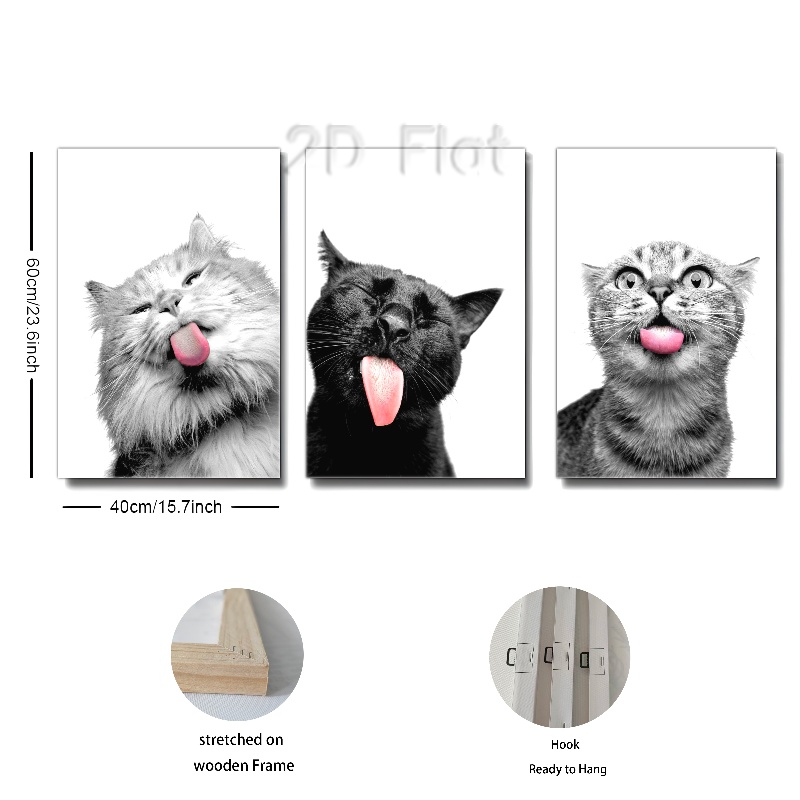 2D Flat
60cm/23.6inch
40cm/15.7inch
stretched on
wooden Frame
Hook
Ready to Hang